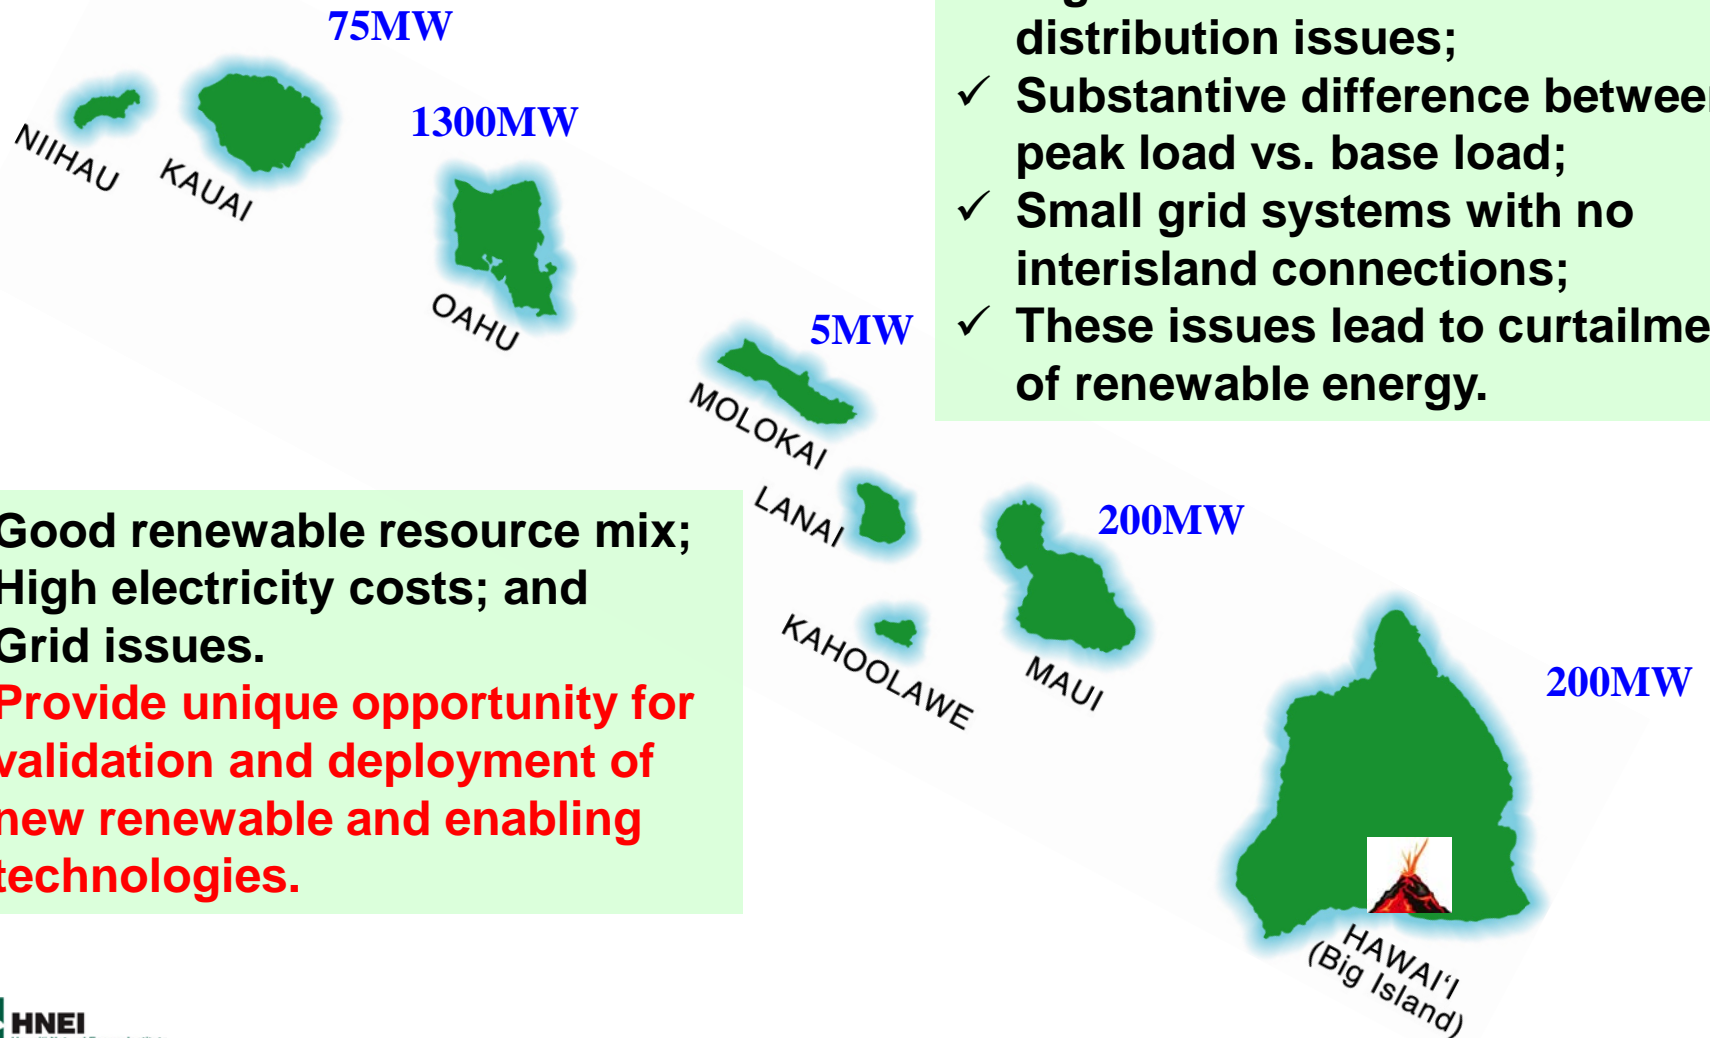 75MW
distribution issues;
✓ Substantive difference between
peak load vs. base load;
1300MW
✓ Small grid systems with no
interisland connections;
✓ These issues lead to
of renewable energy.
NIIHAU
KAUAI
OAHU
5MW
MOLOKAI
LANAI
200MW
KAHOOLAWE
MAUI
200MW
HAWAI‘I
(Big Island)
Good renewable resource mix;
High electricity costs; and
Grid issues.
Provide unique opportunity for
validation and deployment of
new renewable and enabling
technologies.
HNEI